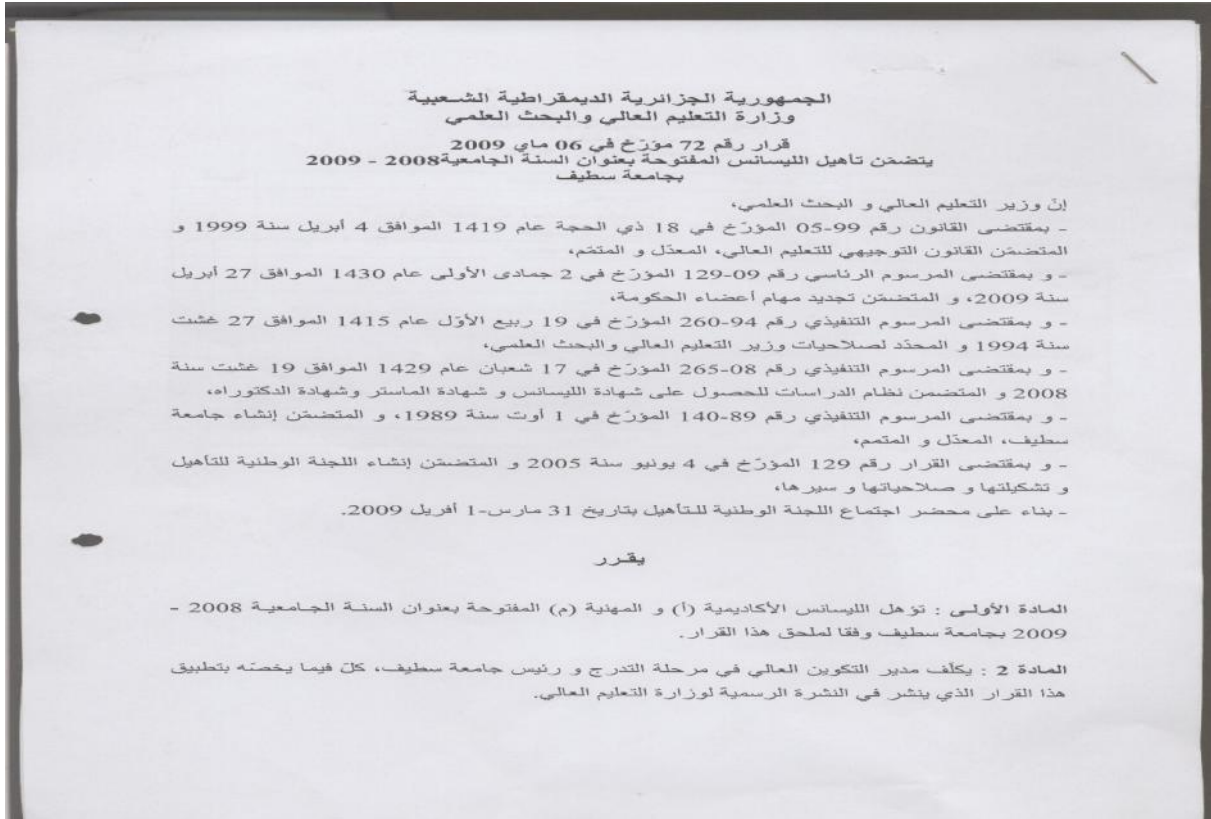 الجمهورية الجزائرية الديمقراطية الشعبية
وزارة التعليم العالي والبحث العلمي
قرار رقم 72 مؤرّخ في 06 ماي 2009
يتضمّن تأهيل الليسانس المفتوحة بعنوان السنة الجامعية2008 - 2009
بجامعة سطيف
إنّ وزير التعليم العالي و البحث العلمي،
- بمقتضى القانون رقم 99-05 المؤرّخ في 18 ذي الحجة عام 1419 الموافق 4 أبريل سنة 1999 و
المتضمّن القانون التوجيهي للتعليم العالي، المعدّل و المتمّم،
- و بمقتضى المرسوم الرئاسي رقم 09-129 المؤرّخ في 2 جمادى الأولى عام 1430 الموافق 27 أبريل
سنة 2009، و المتضمّن تجديد مهام أعضاء الحكومة،
- و بمقتضى المرسوم التنفيذي رقم 94-260 المؤرّخ في 19 ربيع الأوّل عام 1415 الموافق 27 غشت
سنة 1994 و المحدّد لصلاحيات وزير التعليم العالي والبحث العلمي،
- و بمقتضى المرسوم التنفيذي رقم 08-265 المؤرّخ في 17 شعبان عام 1429 الموافق 19 غشت سنة
2008 و المتضمن نظام الدراسات للحصول على شهادة الليسانس و شهادة الماستر وشهادة الدكتوراه،
- و بمقتضى المرسوم التنفيذي رقم 89-140 المؤرّخ في 1 أوت سنة 1989، و المتضمّن إنشاء جامعة
سطيف، المعدّل و المتمم،
- و بمقتضى القرار رقم 129 المؤرّخ في 4 يونيو سنة 2005 و المتضمّن إنشاء اللجنة الوطنية للتأهيل
و تشكيلتها و صلاحياتها و سيرها،
- بناء على محضر اجتماع اللجنة الوطنية للتأهيل بتاريخ 31 مارس-1 أفريل 2009.
يقـرر
المادة الأولـى : تؤهل الليسانس الأكاديمية (أ) و المهنية (م) المفتوحة بعنوان السنـة الجـامعيـة 2008 -
2009 بجامعة سطيف وفقا لملحق هذا القرار.
المادة 2 : يكلّف مدير التكوين العالي في مرحلة التدرج و رئيس جامعة سطيف، كلّ فيما يخصّه بتطبيق
هذا القرار الذي ينشر في النشرة الرسمية لوزارة التعليم العالي.